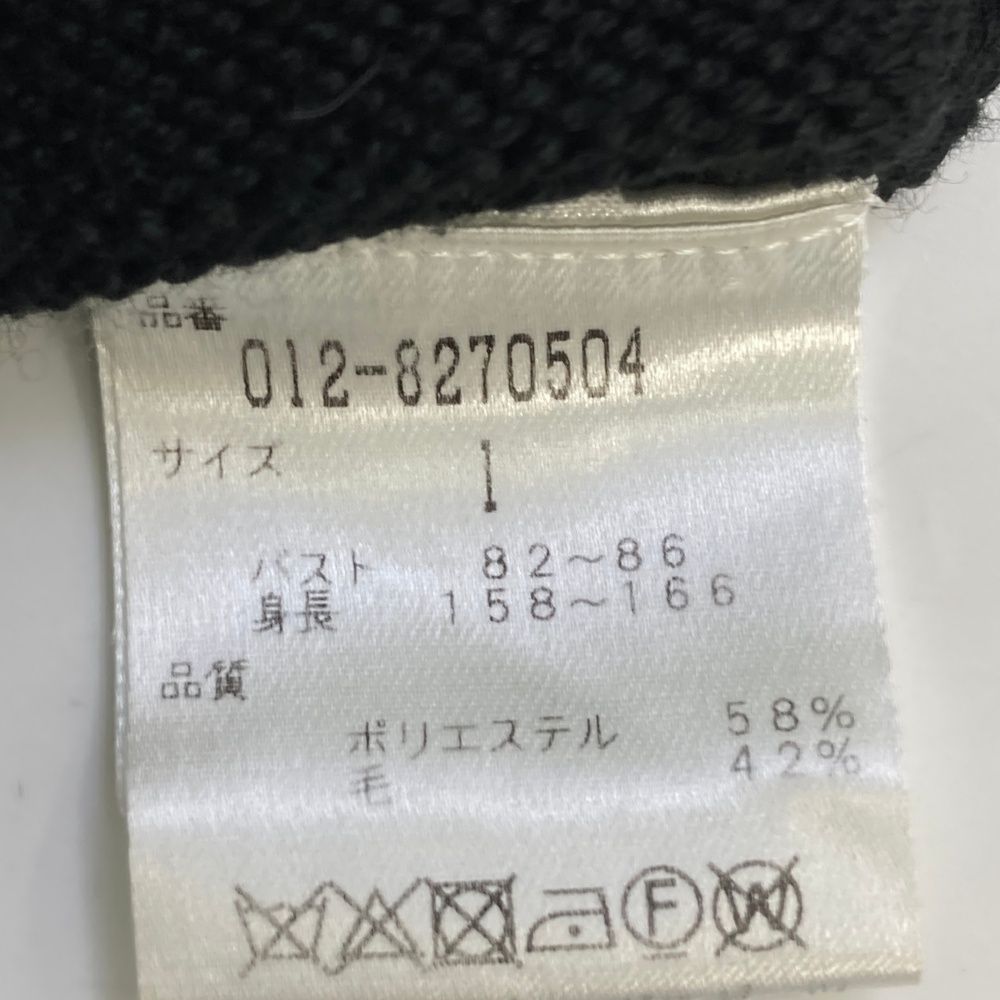 品番
012-8270504
サイズ 1
バスト 82～86
身長 158～166
品質
ポリエステル 58%
毛 42%
F W